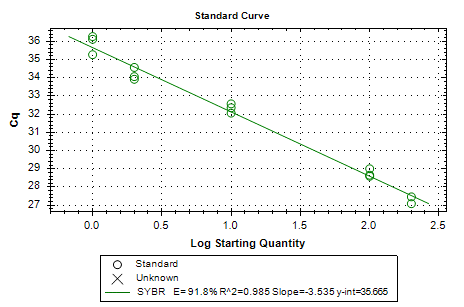 Standard Curve
36
35
34
33
32
31
30
29
28
27
Cq
0.0 0.5 1.0 1.5 2.0 2.5
Log Starting Quantity
Standard
Unknown
SYBR E= 91.8% R^2=0.985 Slope=-3.535 y-int=35.665